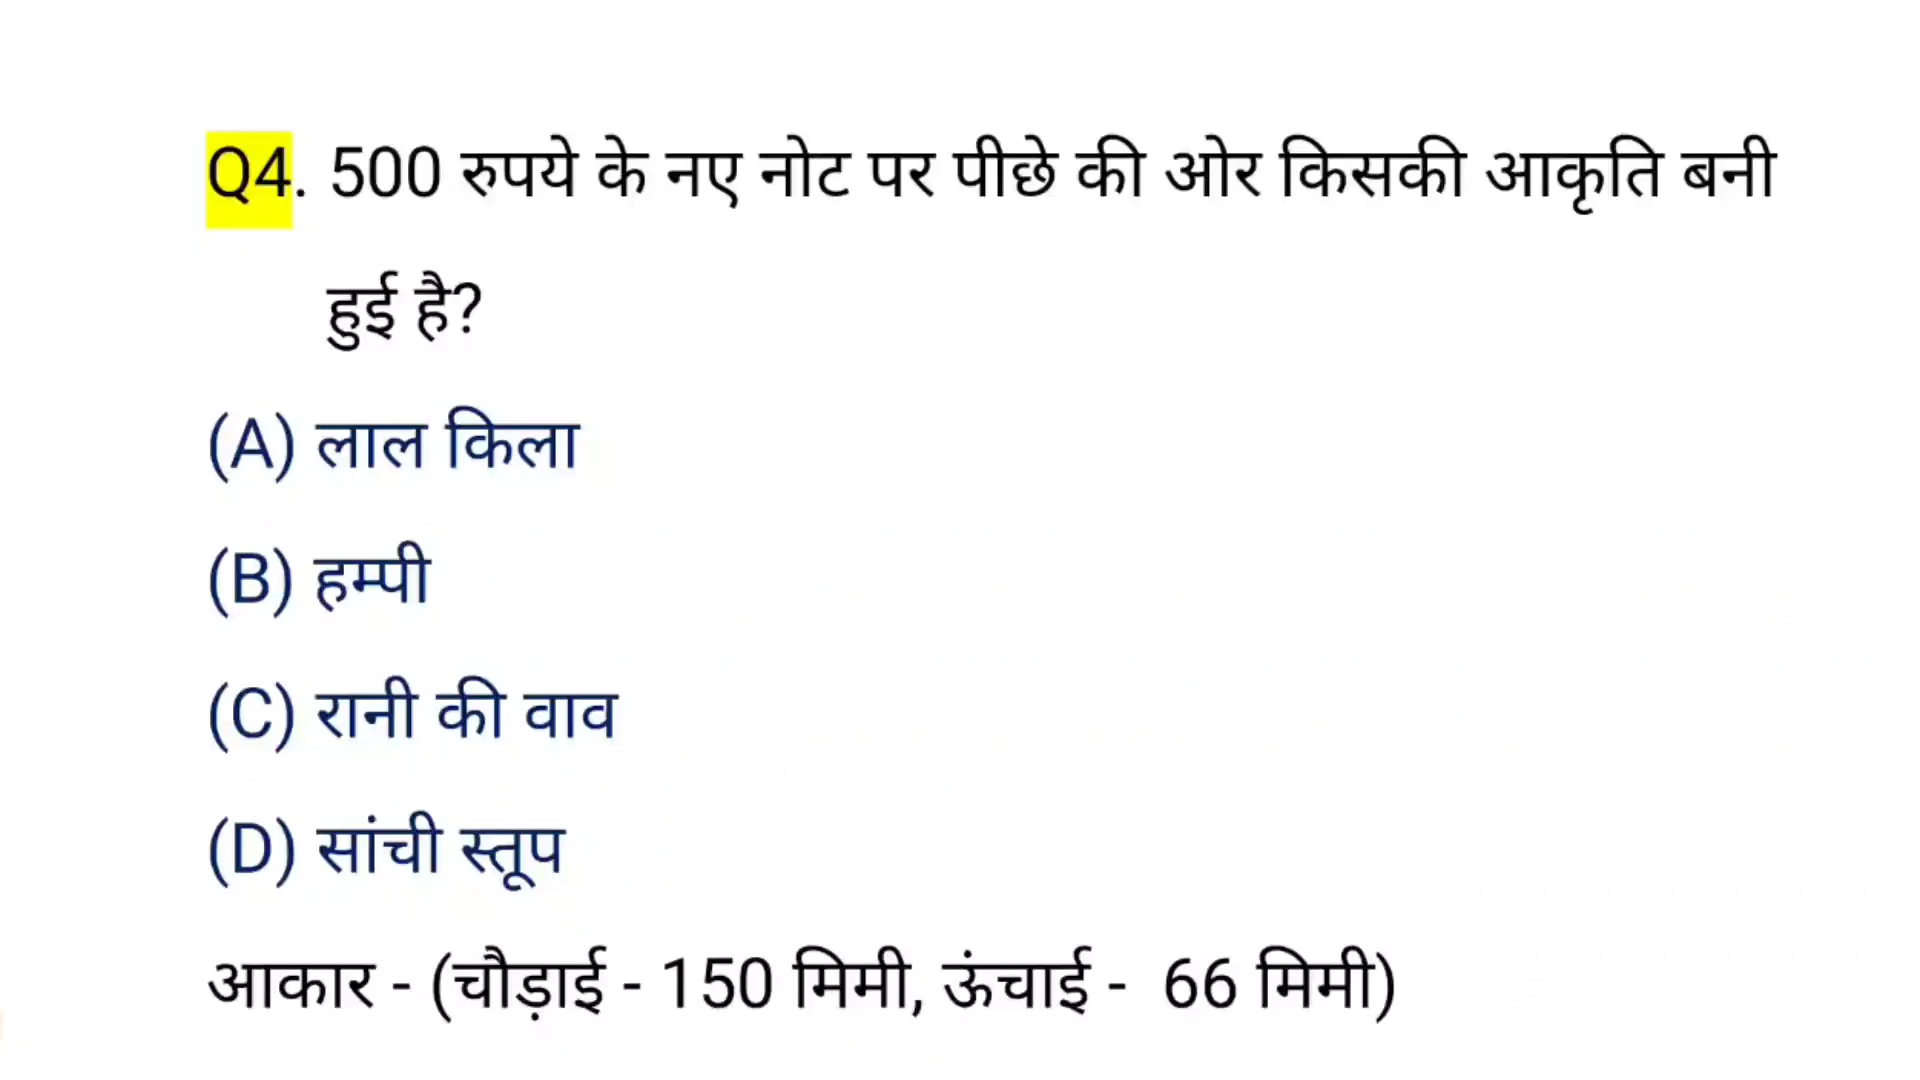 Q4. 500 रुपये के नए नोट पर पीछे की ओर किसकी आकृति बनी
हुई है?
(A) लाल किला
(B) हम्पी
(C) रानी की वाव
(D) सांची स्तूप
आकार - (चौड़ाई - 150 मिमी, ऊंचाई - 66 मिमी)